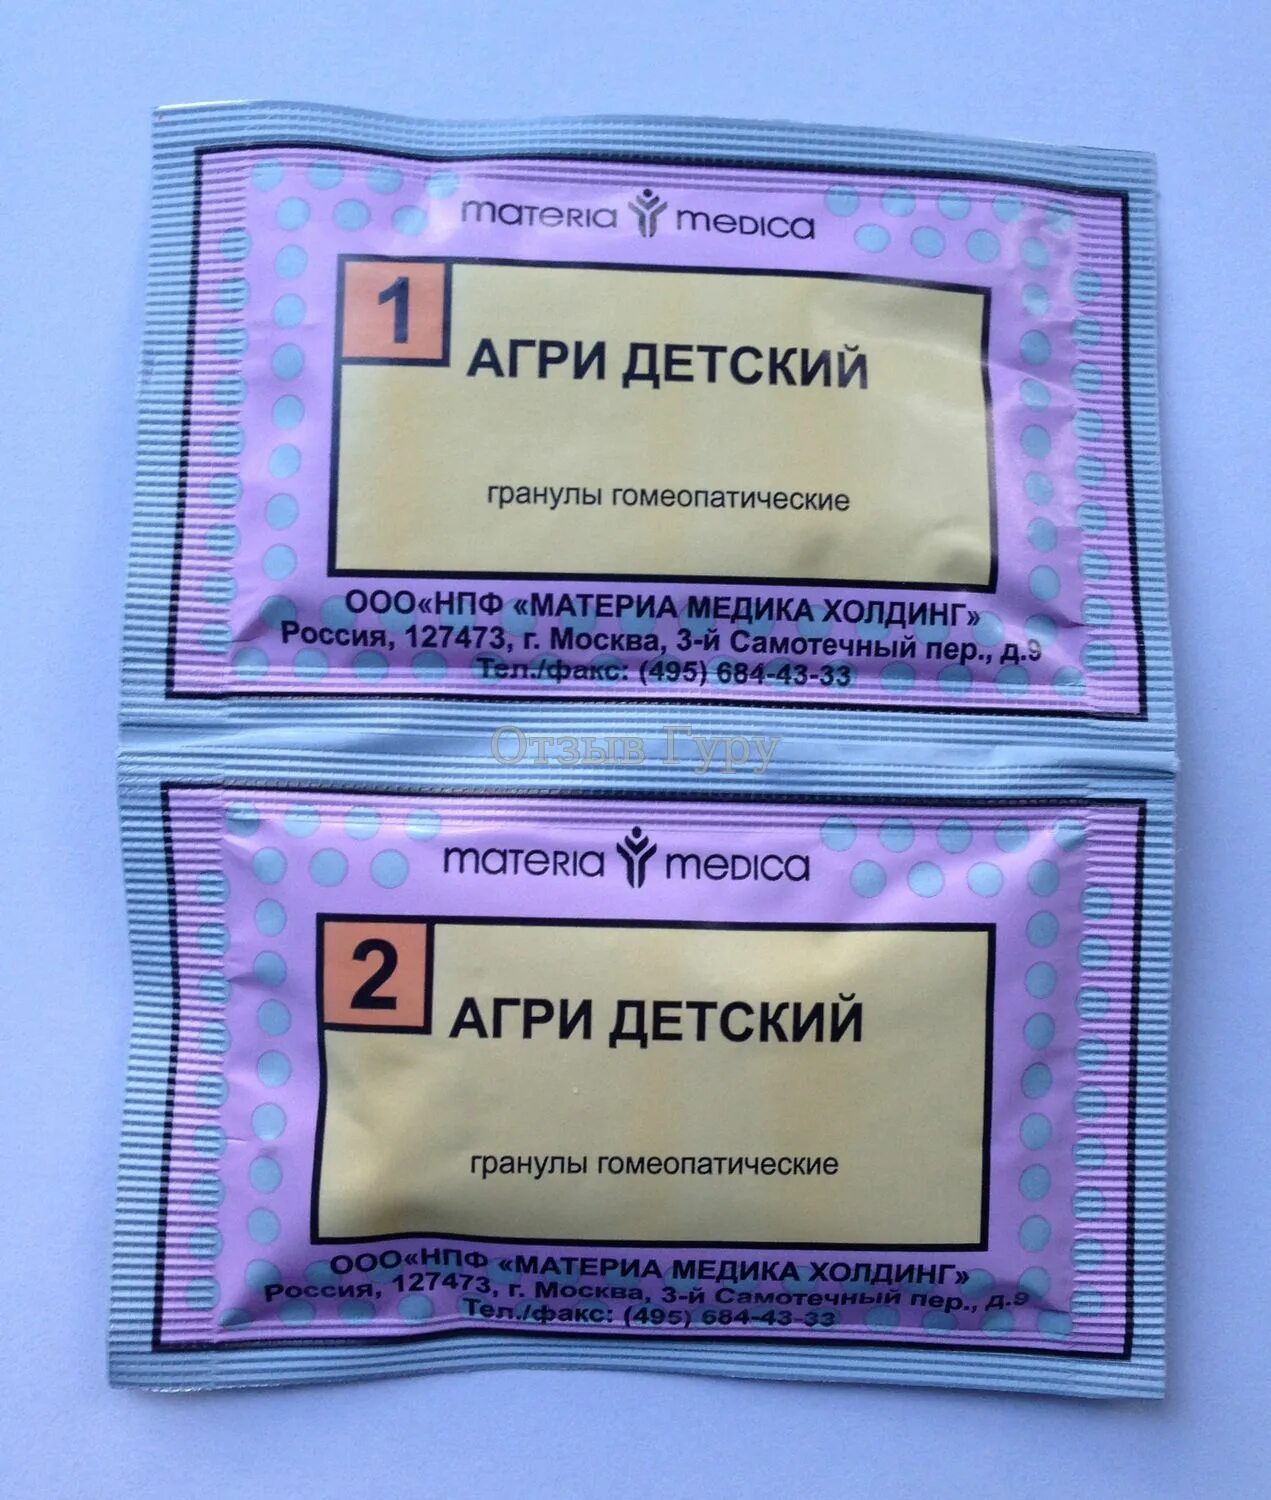 materia medica
1
АГРИ ДЕТСКИЙ
гранулы гомеопатические
ООО«НПФ «МАТЕРИА МЕДИКА ХОЛДИНГ»
Россия, 127473, г. Москва, 3-й Самотечный пер., д.9
Тел./факс: (495) 684-43-33
Отзыв Гуру
materia medica
2
АГРИ ДЕТСКИЙ
гранулы гомеопатические
ООО«НПФ «МАТЕРИА МЕДИКА ХОЛДИНГ»
Россия, 127473, г. Москва, 3-й Самотечный пер., д.9
Тел./факс: (495) 684-43-33